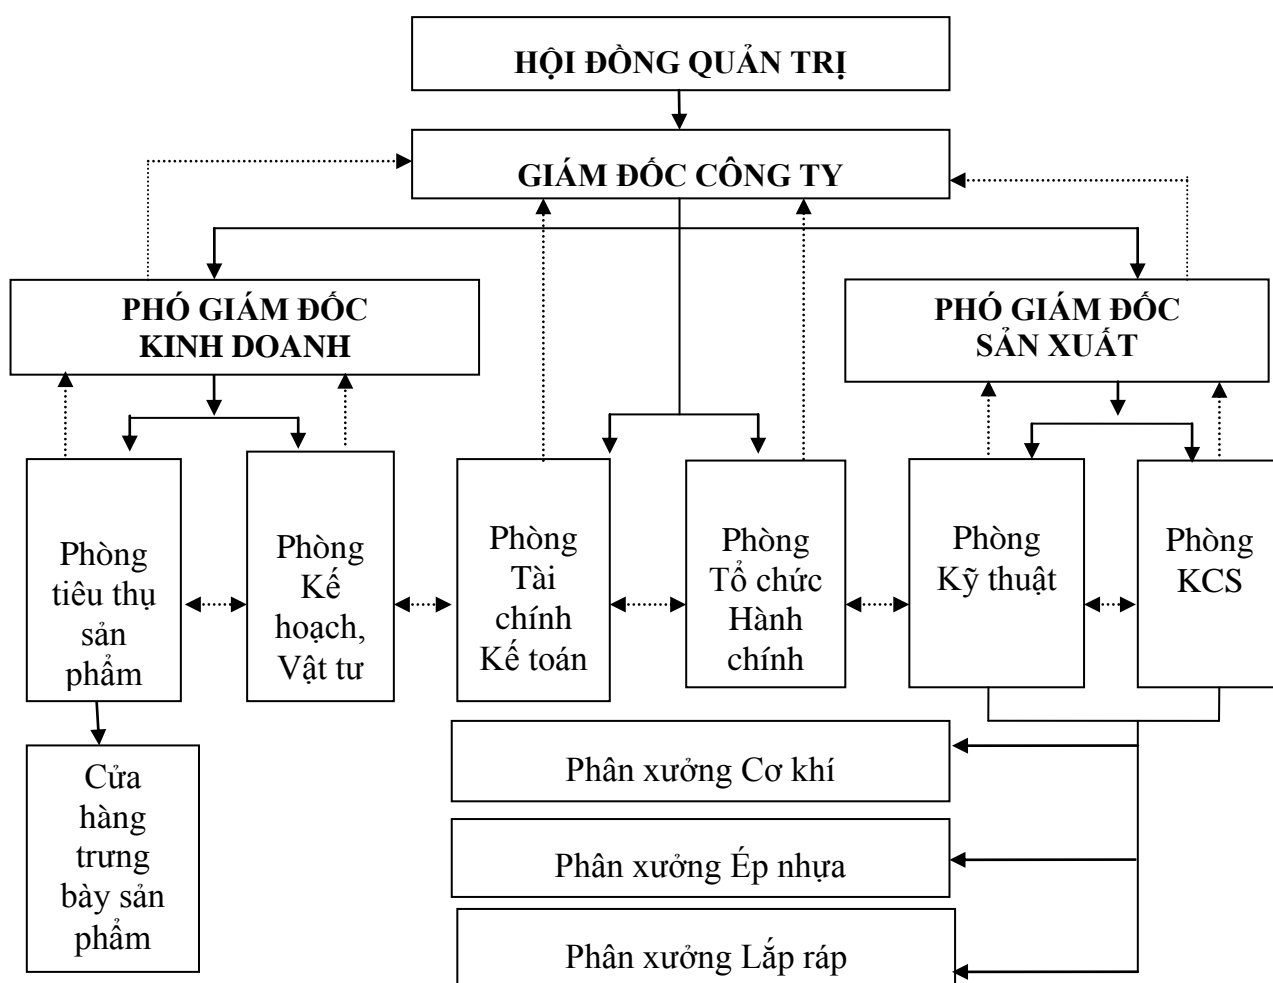 HỘI ĐỒNG QUẢN TRỊ
GIÁM ĐỐC CÔNG TY
PHÓ GIÁM ĐỐC
KINH DOANH
PHÓ GIÁM ĐỐC
SẢN XUẤT
Phòng
tiêu thụ
sản
phẩm
Phòng
Kế
hoạch,
Vật tư
Phòng
Tài
chính
Kế toán
Phòng
Tổ chức
Hành
chính
Phòng
Kỹ thuật
Phòng
KCS
Cửa
hàng
trưng
bày sản
phẩm
Phân xưởng Cơ khí
Phân xưởng Ép nhựa
Phân xưởng Lắp ráp